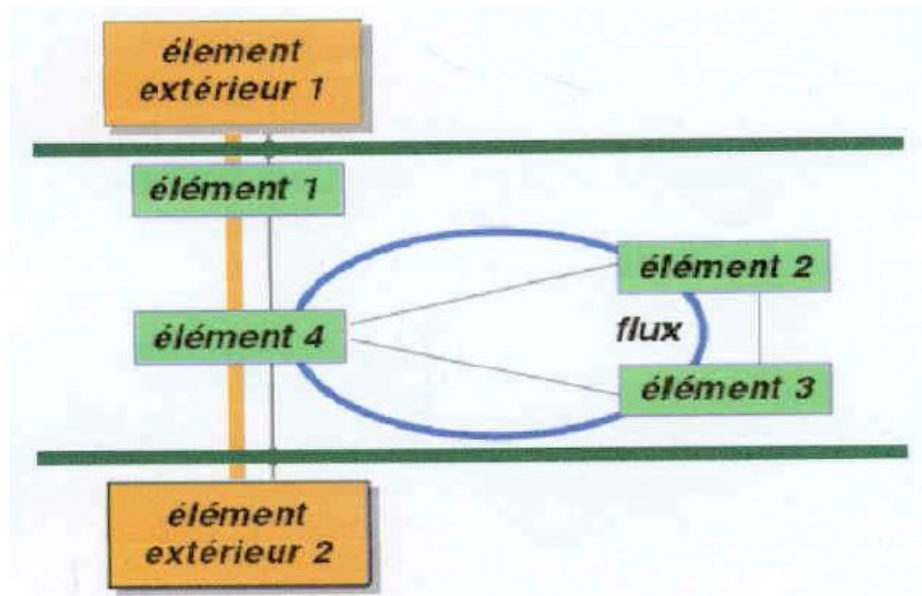 élement
extérieur 1
élément 1
élément 2
élément 4
flux
élément 3
élément
extérieur 2